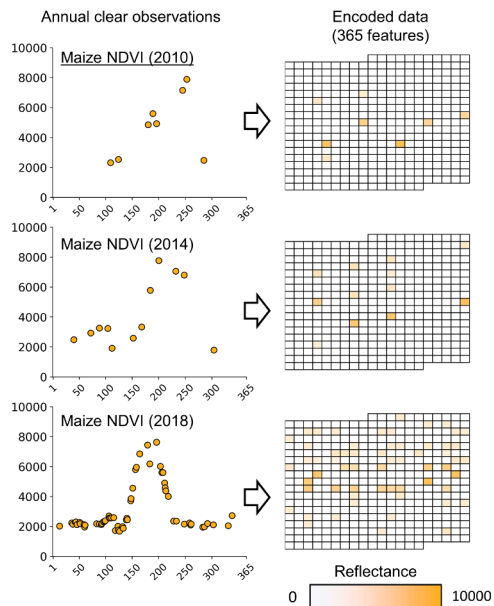 Annual clear observations
Encoded data
(365 features)
Maize NDVI (2010)
10000
8000
6000
4000
2000
0
1 50 100 150 200 250 300 365
Maize NDVI (2014)
10000
8000
6000
4000
2000
0
1 50 100 150 200 250 300 365
Maize NDVI (2018)
10000
8000
6000
4000
2000
0
1 50 100 150 200 250 300 365
Reflectance
0 10000